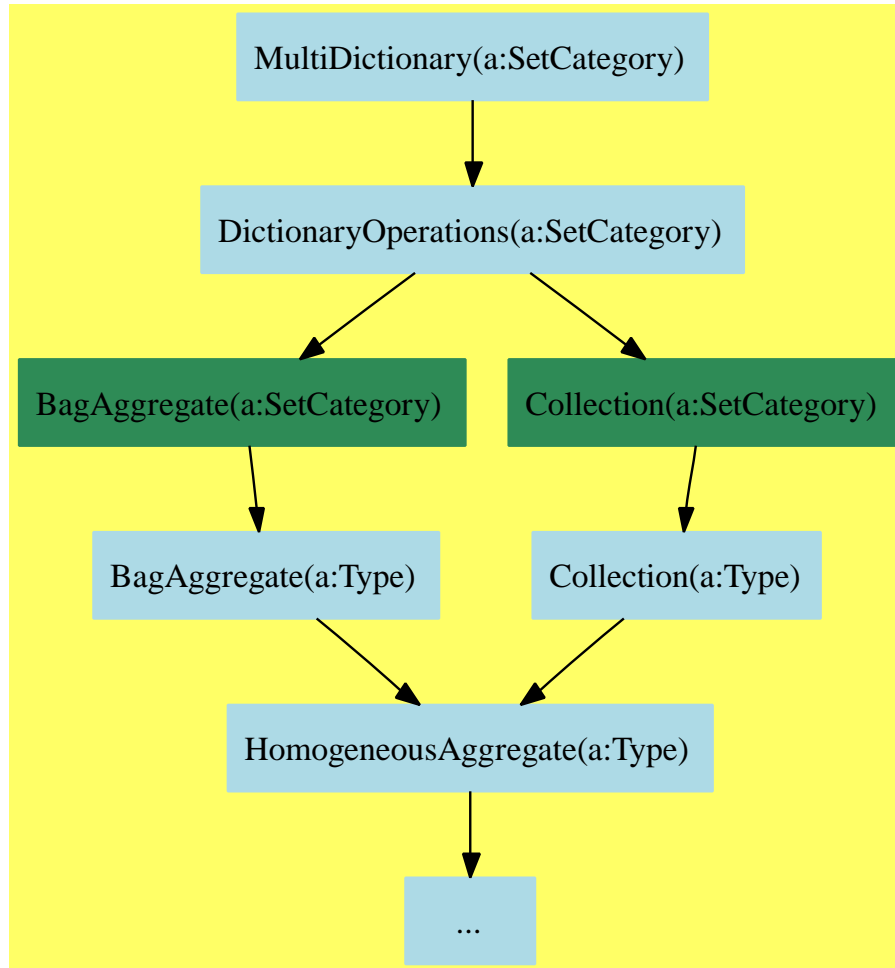 MultiDictionary(a:SetCategory)
DictionaryOperations(a:SetCategory)
BagAggregate(a:SetCategory)
Collection(a:SetCategory)
BagAggregate(a:Type)
Collection(a:Type)
HomogeneousAggregate(a:Type)
...